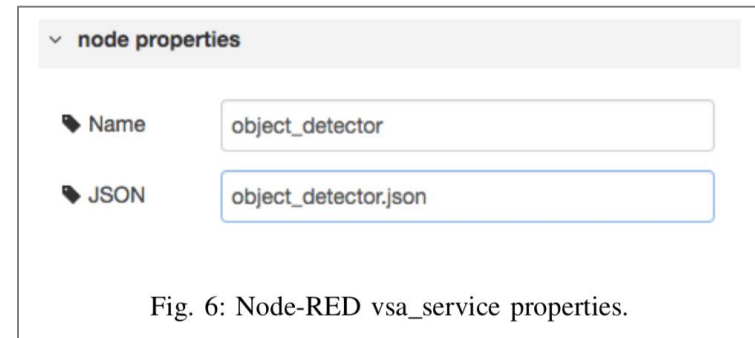 node properties
Name object_detector
JSON object_detector.json
Fig. 6: Node-RED vsa_service properties.